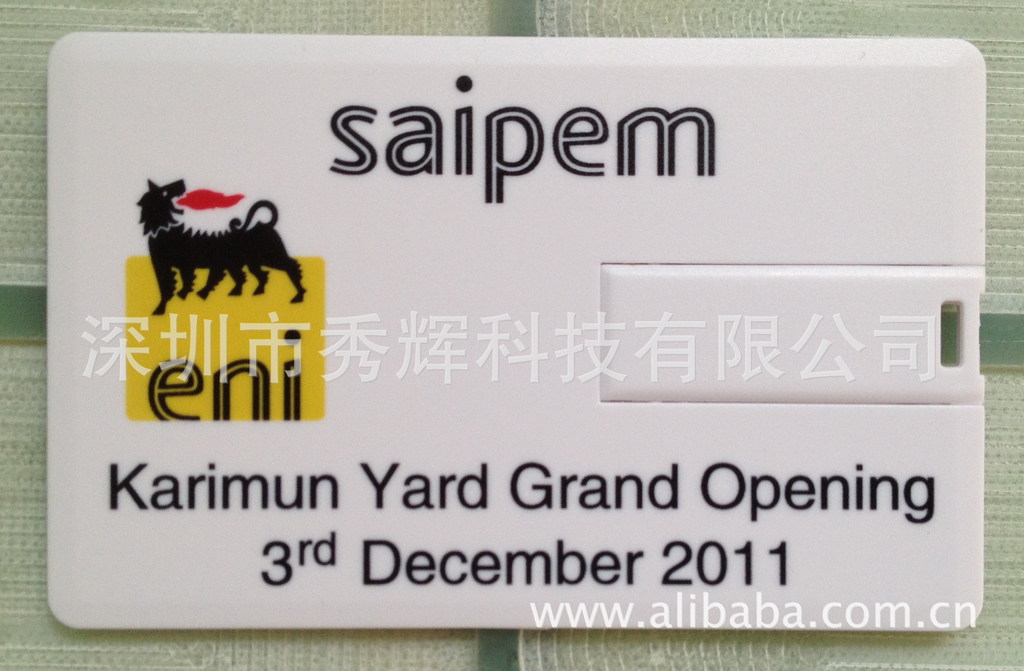 saipem
深圳市秀辉科技有限公司
eni
Karimun Yard Grand Opening
3rd December 2011
www.alibaba.com.cn